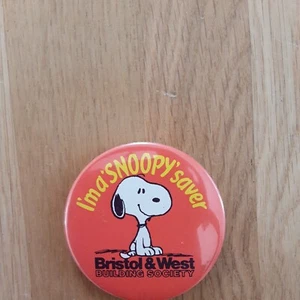 I'm a 'SNOOPY' saver
Bristol & West
BUILDING SOCIETY